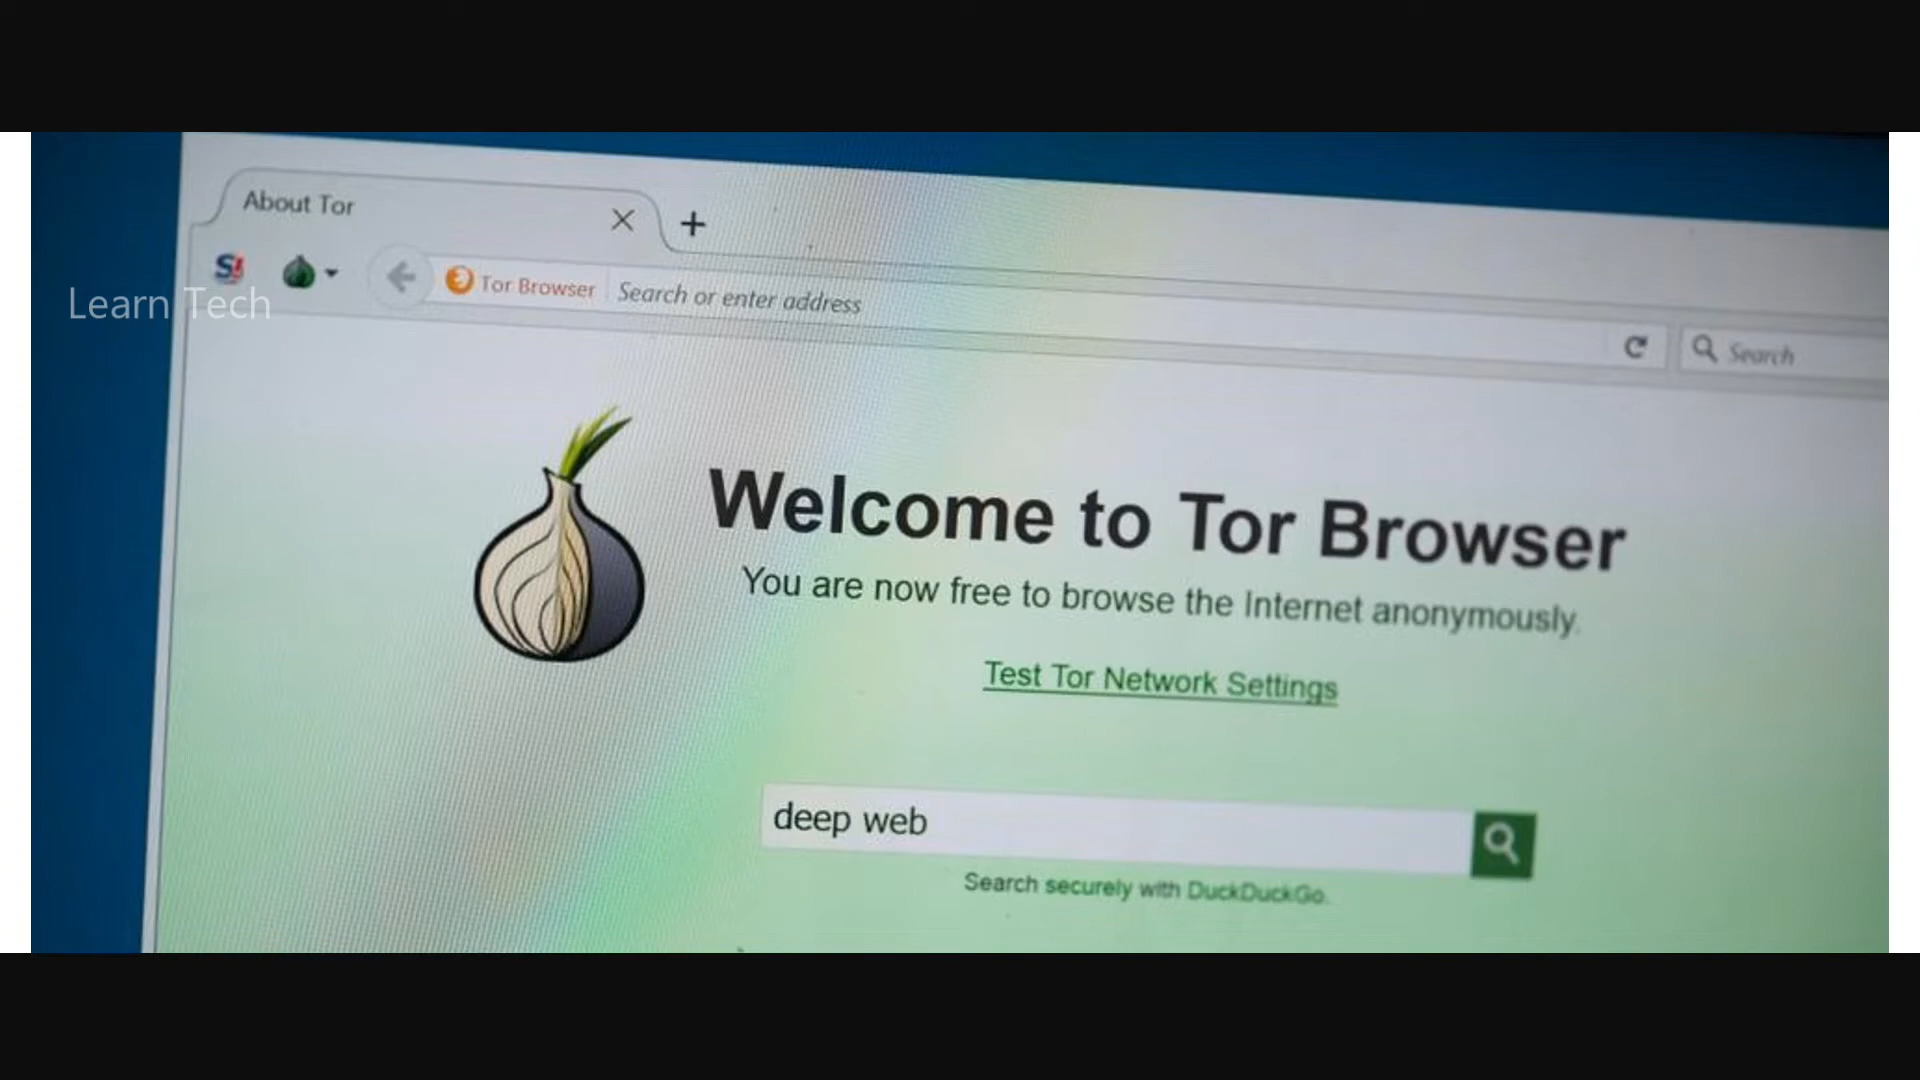 About Tor
Learn Tech
Tor Browser
Search or enter address
Search
Welcome to Tor Browser
You are now free to browse the Internet anonymously.
Test Tor Network Settings
deep web
Search securely with DuckDuckGo.